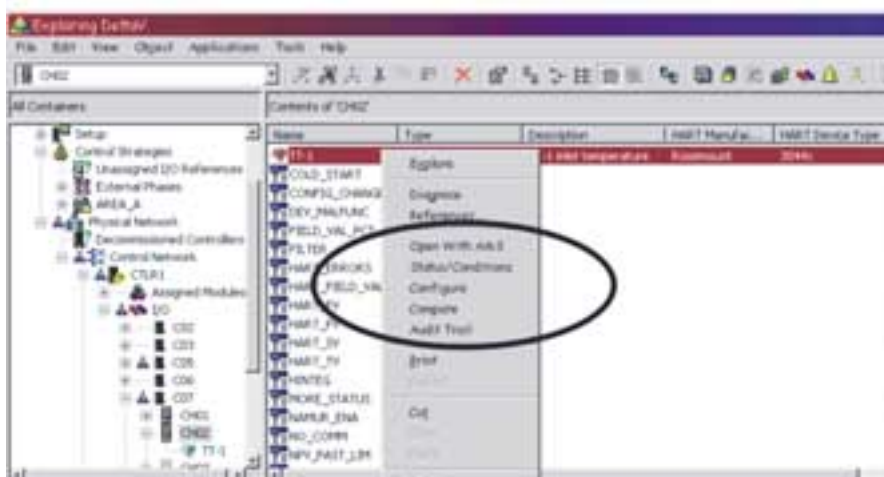 Exploring DeltaV
File Edit View Object Applications Tools Help
CH02
All Containers
Contents of 'CH02'
Setup
Control Strategies
Unassigned I/O References
External Phases
AREA_A
Physical Network
Decommissioned Controllers
Control Network
CTLR1
Assigned Modules
I/O
C02
C03
C05
C06
C07
CH01
CH02
TT-1
Name Type Description HART Manufac... HART Device Type
TT-1 inlet temperature Rosemount
COLD_START
CONFIG_CHANGE
DEV_MALFUNC
FIELD_VAL_PCT
FILTER
HART_ERRORS
HART_FIELD_VAL
HART_FV
HART_PV
HART_SV
HART_TV
HINTEG
MORE_STATUS
NAMUR_ENA
NO_COMM
NPV_FAST_LIM
Explore
Diagnose
References
Open With AMS
Status/Conditions
Configure
Compare
Audit Trail
Print
Cut